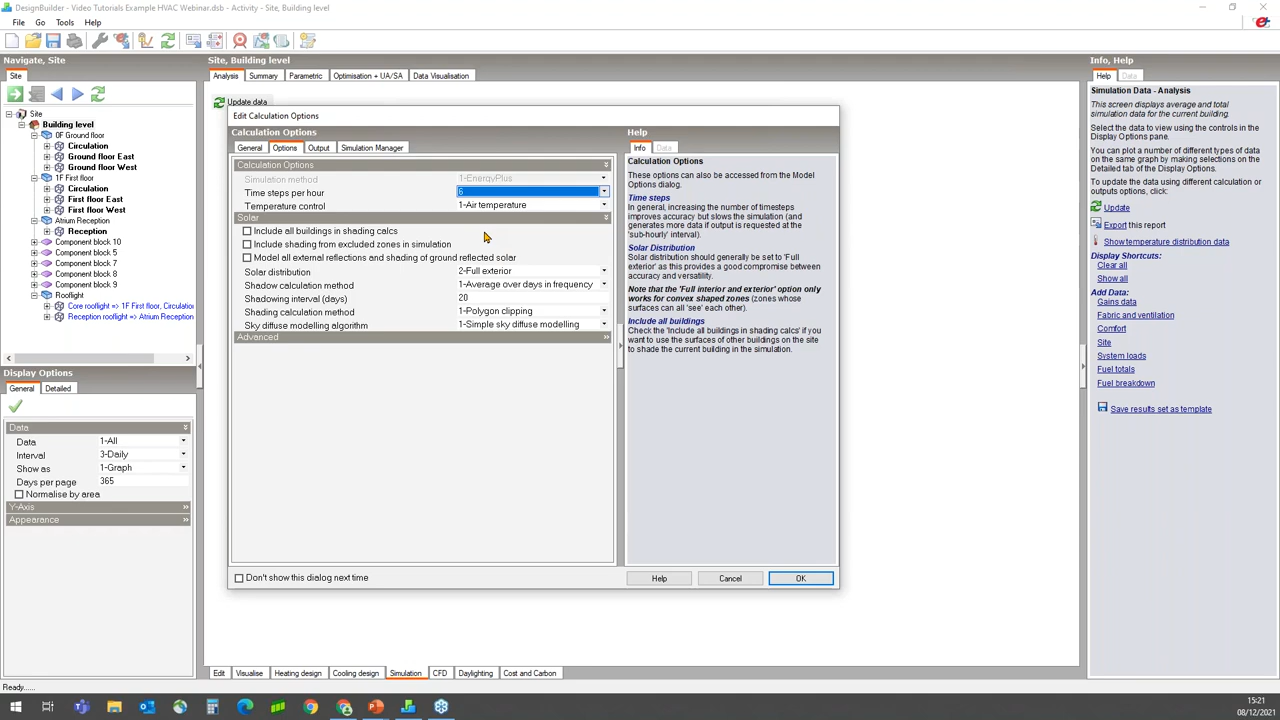 DesignBuilder - Video Tutorials Example HVAC Webinar.dsb - Activity - Site, Building level
File Go Tools Help
Navigate, Site
Site
Site
Building level
0F Ground floor
Circulation
Ground floor East
Ground floor West
1F First floor
Circulation
First floor East
First floor West
Atrium Reception
Reception
Component block 10
Component block 5
Component block 7
Component block 8
Component block 9
Rooflight
Core rooflight => 1F First floor, Circulation
Reception rooflight => Atrium Reception
Display Options
General Detailed
Data
Data 1-All
Interval 3-Daily
Show as 1-Graph
Days per page 365
Normalise by area
Y-Axis
Appearance
Site, Building level
Analysis Summary Parametric Optimisation + UA/SA Data Visualisation
Update data
Edit Calculation Options
Calculation Options
General Options Output Simulation Manager
Calculation Options
Simulation method 1-EnergyPlus
Time steps per hour 6
Temperature control 1-Air temperature
Solar
Include all buildings in shading calcs
Include shading from excluded zones in simulation
Model all external reflections and shading of ground reflected solar
Solar distribution 2-Full exterior
Shadow calculation method 1-Average over days in frequency
Shadowing interval (days) 20
Shading calculation method 1-Polygon clipping
Sky diffuse modelling algorithm 1-Simple sky diffuse modelling
Advanced
Help
Info Data
Calculation Options
These options can also be accessed from the Model
Options dialog.
Time steps
In general, increasing the number of timesteps
improves accuracy but slows the simulation (and
generates more data if output is requested at the
'sub-hourly' interval).
Solar Distribution
Solar distribution should generally be set to 'Full
exterior' as this provides a good compromise between
accuracy and versatility.
Note that the 'Full interior and exterior' option only
works for convex shaped zones (zones whose
surfaces can all 'see' each other).
Include all buildings
Check the 'Include all buildings in shading calcs' if you
want to use the surfaces of other buildings on the site
to shade the current building in the simulation.
Don't show this dialog next time
Help Cancel OK
Edit Visualise Heating design Cooling design Simulation CFD Daylighting Cost and Carbon
Info, Help
Help Data
Simulation Data - Analysis
This screen displays average and total
simulation data for the current building.
Select the data to view using the controls in the
Display Options pane.
You can plot a number of different types of data
on the same graph by making selections on the
Detailed tab of the Display Options.
To update the data using different calculation or
outputs options, click
Update
Export this report
Show temperature distribution data
Display Shortcuts:
Clear all
Show all
Add Data:
Gains data
Fabric and ventilation
Comfort
Site
System loads
Fuel totals
Fuel breakdown
Save results set as template
Ready.....
15:21
08/12/2021